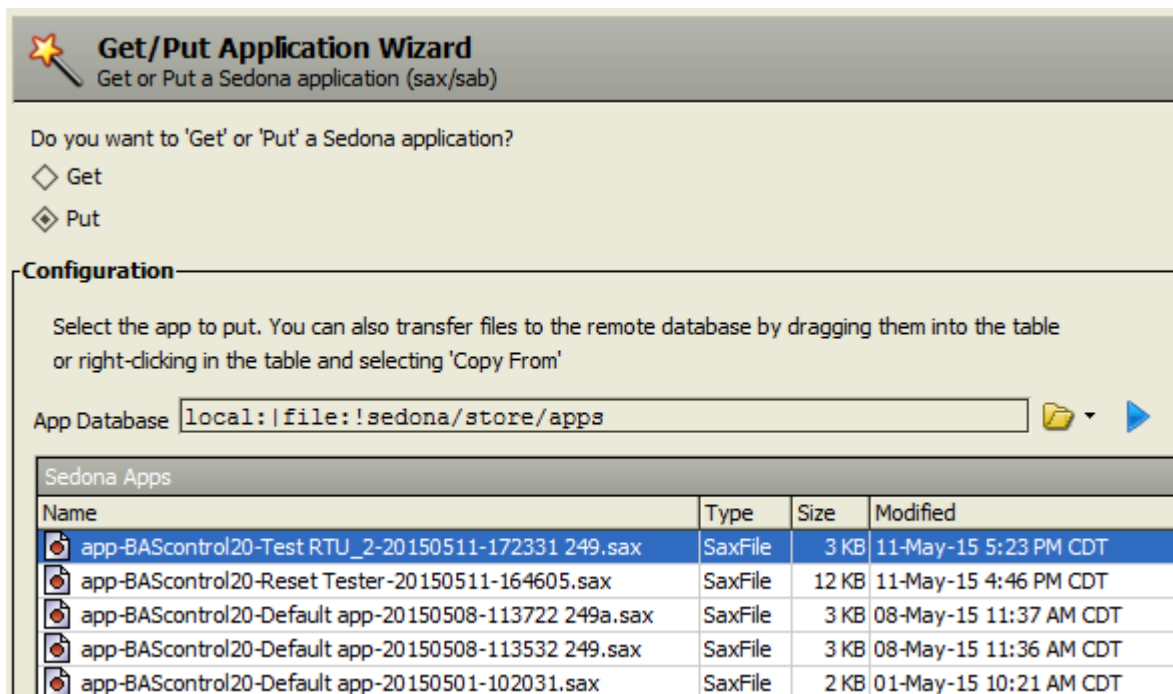 Get/Put Application Wizard
Get or Put a Sedona application (sax/sab)
Do you want to 'Get' or 'Put' a Sedona application?
Get
Put
Configuration
Select the app to put. You can also transfer files to the remote database by dragging them into the table
or right-clicking in the table and selecting 'Copy From'
App Database local:|file:!sedona/store/apps
Sedona Apps
Name Type Size Modified
app-BAScontrol20-Test RTU_2-20150511-172331 249.sax SaxFile 3 KB 11-May-15 5:23 PM CDT
app-BAScontrol20-Reset Tester-20150511-164605.sax SaxFile 12 KB 11-May-15 4:46 PM CDT
app-BAScontrol20-Default app-20150508-113722 249a.sax SaxFile 3 KB 08-May-15 11:37 AM CDT
app-BAScontrol20-Default app-20150508-113532 249.sax SaxFile 3 KB 08-May-15 11:36 AM CDT
app-BAScontrol20-Default app-20150501-102031.sax SaxFile 2 KB 01-May-15 10:21 AM CDT